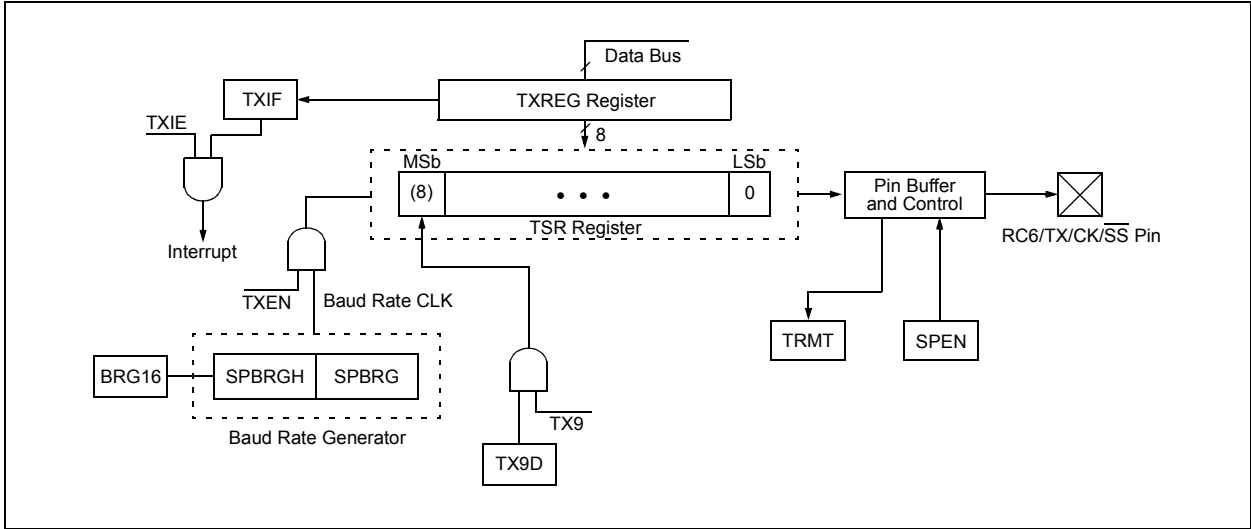 Data Bus
TXIF
TXREG Register
TXIE
8
MSb
LSb
(8)
• • •
0
Pin Buffer
and Control
TSR Register
Interrupt
RC6/TX/CK/SS Pin
TXEN
Baud Rate CLK
TRMT
SPEN
BRG16
SPBRGH
SPBRG
TX9
Baud Rate Generator
TX9D